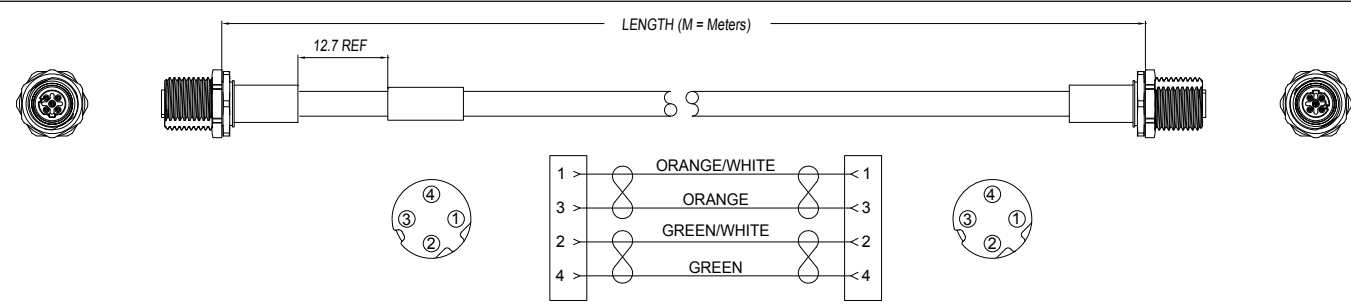 LENGTH (M = Meters)
12.7 REF
1 > ORANGE/WHITE < 1
3 > ORANGE < 3
2 > GREEN/WHITE < 2
4 > GREEN < 4
4
3 1
2
4
3 1
2